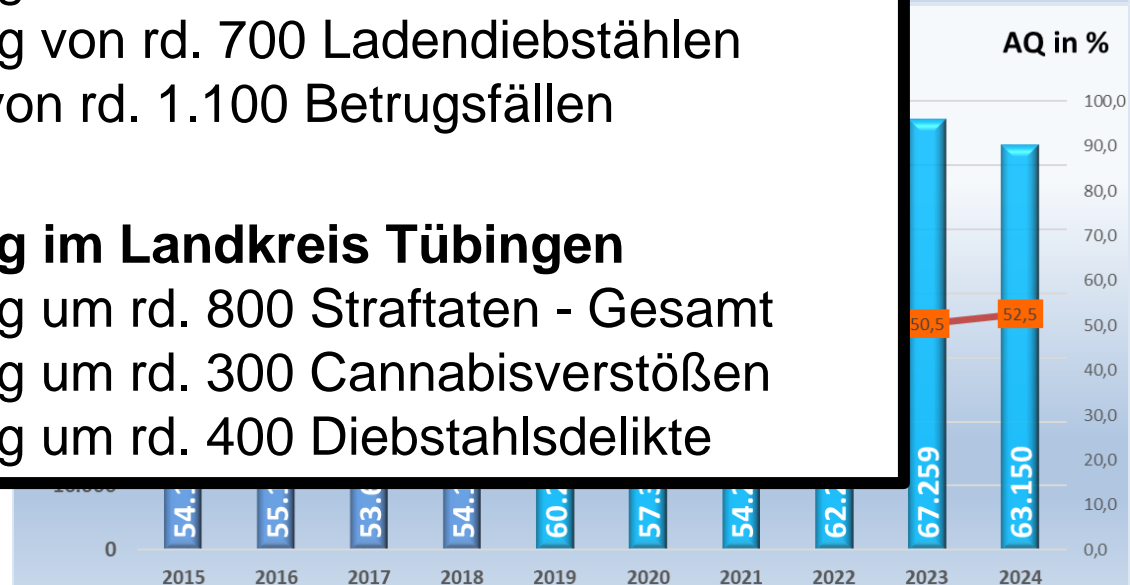 von rd. 700 Ladendiebstählen
von rd. 1.100 Betrugsfällen
im Landkreis Tübingen
um rd. 800 Straftaten - Gesamt
um rd. 300 Cannabisverstößen
um rd. 400 Diebstahlsdelikte
AQ in %
100,0
90,0
80,0
70,0
60,0
50,0
40,0
30,0
20,0
10,0
0,0
50,5
52,5
67.259
63.150
0
2015 2016 2017 2018 2019 2020 2021 2022 2023 2024